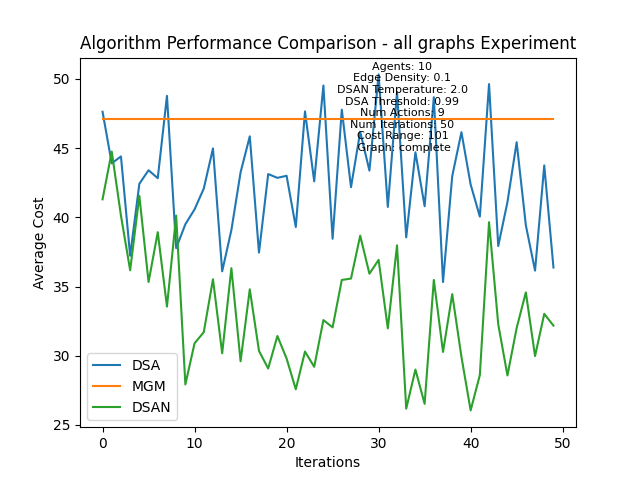 Algorithm Performance Comparison - all graphs Experiment
Agents: 10
Edge Density: 0.1
DSAN Temperature: 2.0
DSA Threshold: 0.99
Num Actions: 9
Num Iterations: 50
Cost Range: 101
Graph: complete
Average Cost
50
45
40
35
30
25
DSA
MGM
DSAN
0
10
20
30
40
50
Iterations